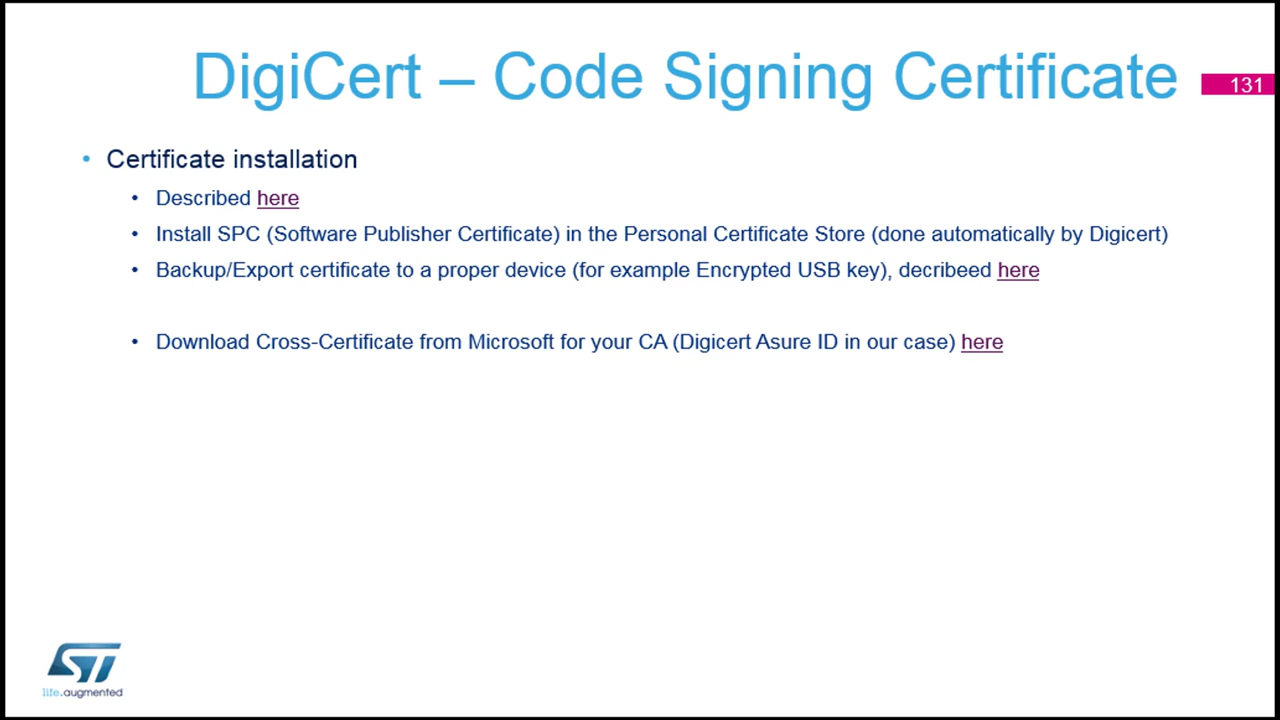 DigiCert – Code Signing Certificate
131
• Certificate installation
• Described here
• Install SPC (Software Publisher Certificate) in the Personal Certificate Store (done automatically by Digicert)
• Backup/Export certificate to a proper device (for example Encrypted USB key), decribeed here
• Download Cross-Certificate from Microsoft for your CA (Digicert Asure ID in our case) here
ST
life.augmented